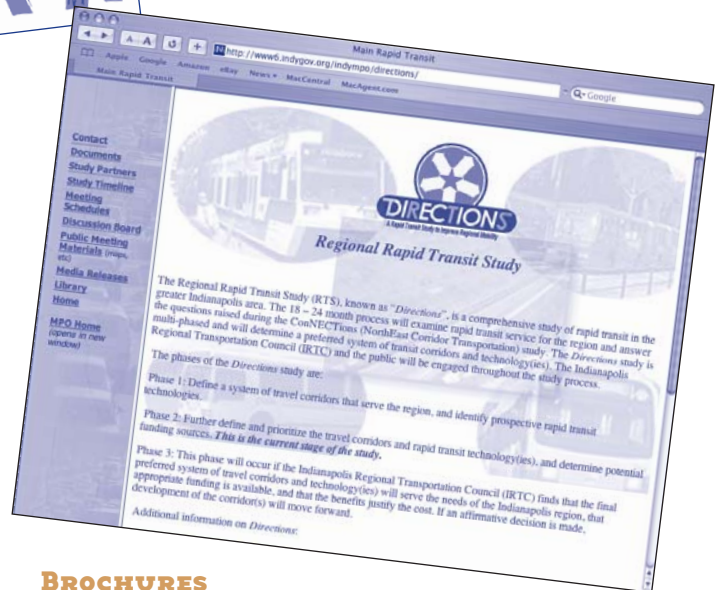 Main Rapid Transit
A A
http://www6.indygov.org/indympo/directions/
Google
Apple Google Amazon eBay News MacCentral MacAgent.com
Main Rapid Transit
Contact
Documents
Study Partners
Study Timeline
Meeting
Schedules
Discussion Board
Public Meeting
Materials (maps,
etc)
Media Releases
Library
Home
MPO Home
(opens in new
window)
DIRECTIONS
A Rapid Transit Study to Improve Regional Mobility
Regional Rapid Transit Study
The Regional Rapid Transit Study (RTS), known as "Directions", is a comprehensive study of rapid transit in the
greater Indianapolis area. The 18 – 24 month process will examine rapid transit service for the region and answer
the questions raised during the ConNECTions (NorthEast Corridor Transportation) study. The Directions study is
multi-phased and will determine a preferred system of transit corridors and technology(ies). The Indianapolis
Regional Transportation Council (IRTC) and the public will be engaged throughout the study process.
The phases of the Directions study are:
Phase 1: Define a system of travel corridors that serve the region, and identify prospective rapid transit
technologies.
Phase 2: Further define and prioritize the travel corridors and rapid transit technology(ies), and determine potential
funding sources. This is the current stage of the study.
Phase 3: This phase will occur if the Indianapolis Regional Transportation Council (IRTC) finds that the final
preferred system of travel corridors and technology(ies) will serve the needs of the Indianapolis region, that
appropriate funding is available, and that the benefits justify the cost. If an affirmative decision is made,
development of the corridor(s) will move forward.
Additional information on Directions:
BROCHURES